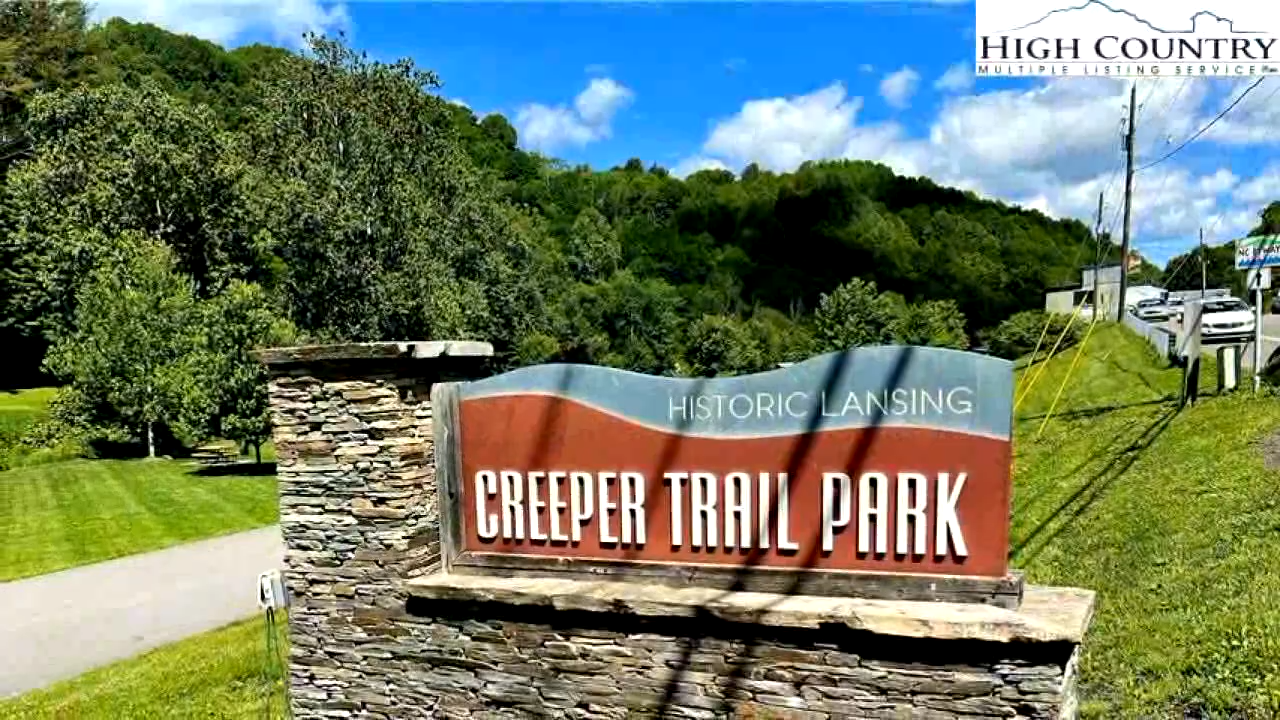 HIGH COUNTRY
MULTIPLE LISTING SERVICE
HISTORIC LANSING
CREEPER TRAIL PARK